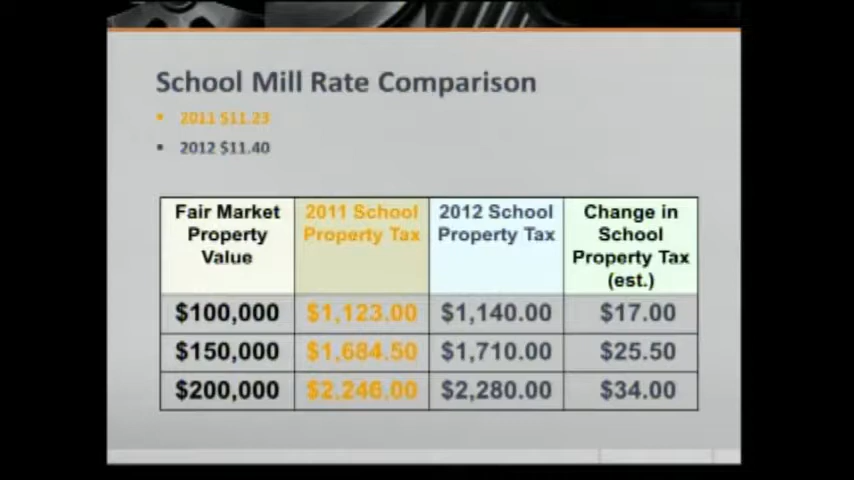 School Mill Rate Comparison
2011 $11.23
2012 $11.40
Fair Market Property Value | 2011 School Property Tax | 2012 School Property Tax | Change in School Property Tax (est.)
$100,000 $1,123.00 $1,140.00 $17.00
$150,000 $1,684.50 $1,710.00 $25.50
$200,000 $2,246.00 $2,280.00 $34.00